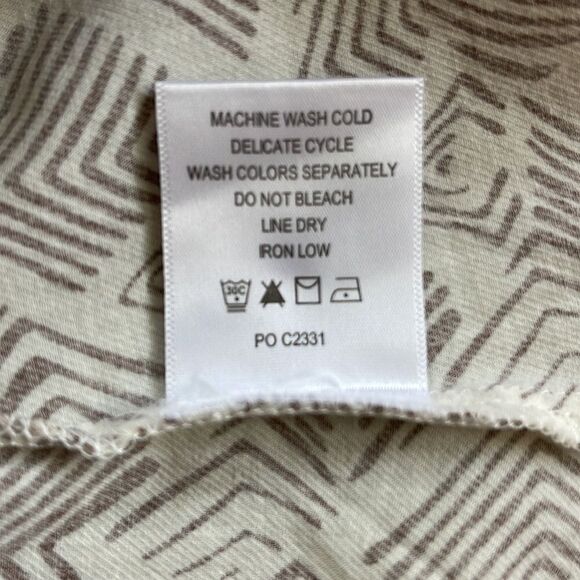 MACHINE WASH COLD
DELICATE CYCLE
WASH COLORS SEPARATELY
DO NOT BLEACH
LINE DRY
IRON LOW
30C
PO C2331